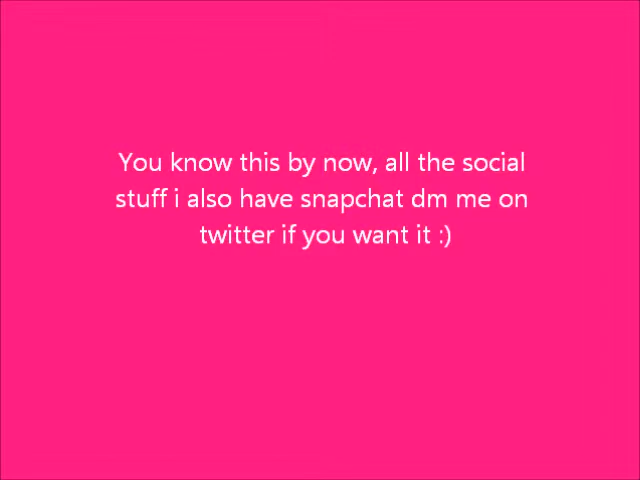 You know this by now, all the social
stuff i also have snapchat dm me on
twitter if you want it :)